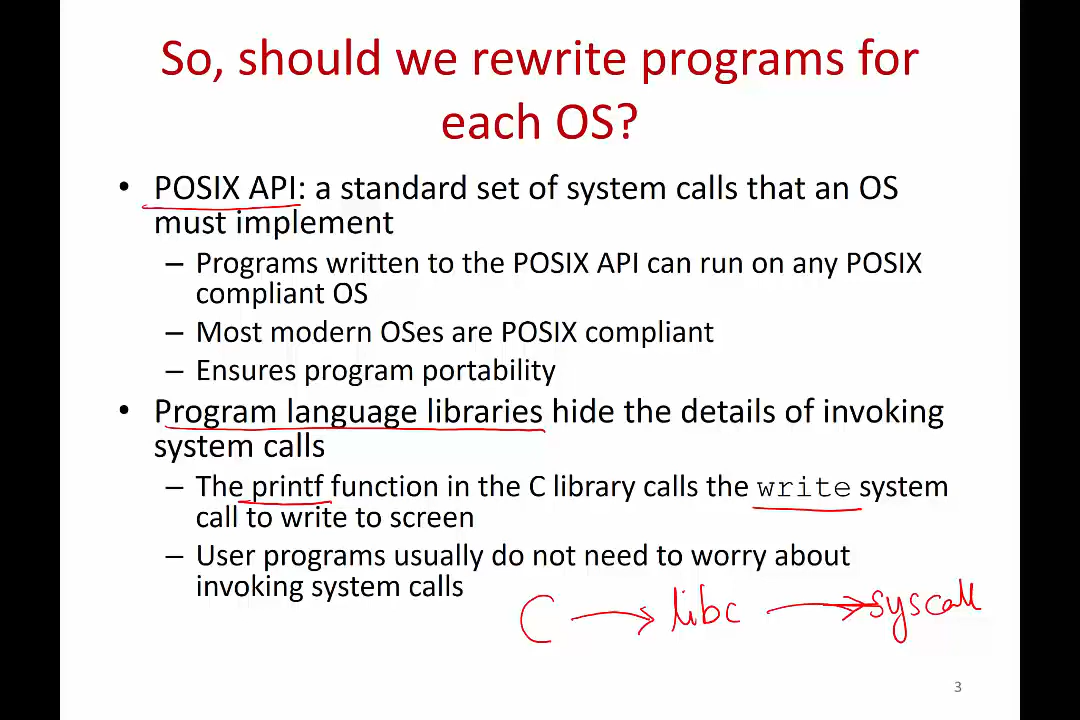 So, should we rewrite programs for
each OS?
• POSIX API: a standard set of system calls that an OS
must implement
– Programs written to the POSIX API can run on any POSIX
compliant OS
– Most modern OSes are POSIX compliant
– Ensures program portability
• Program language libraries hide the details of invoking
system calls
– The printf function in the C library calls the write system
call to write to screen
– User programs usually do not need to worry about
invoking system calls
C → libc → syscall
3